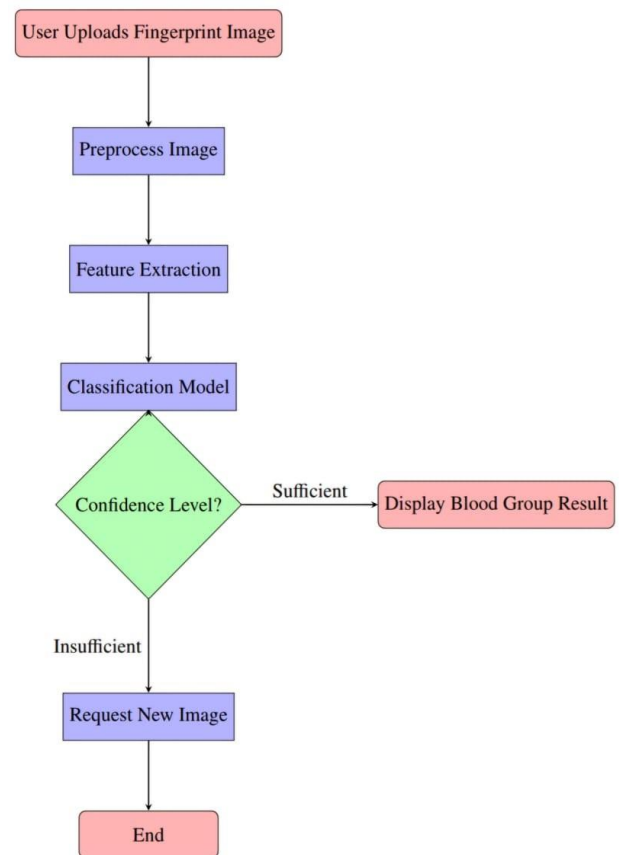 User Uploads Fingerprint Image
Preprocess Image
Feature Extraction
Classification Model
Confidence Level?
Sufficient
Display Blood Group Result
Insufficient
Request New Image
End